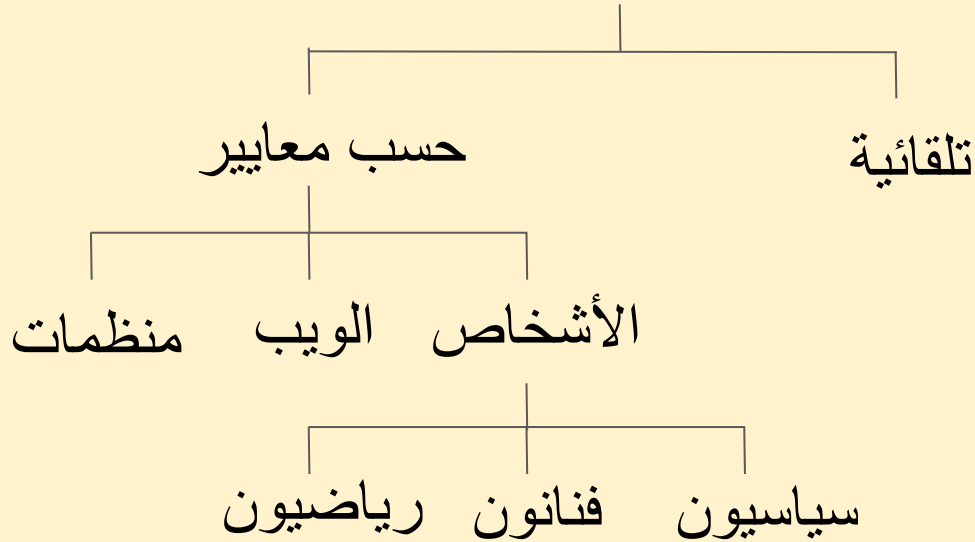 تلقائية
حسب معايير
الأشخاص
الويب
منظمات
سياسيون
فنانون
رياضيون